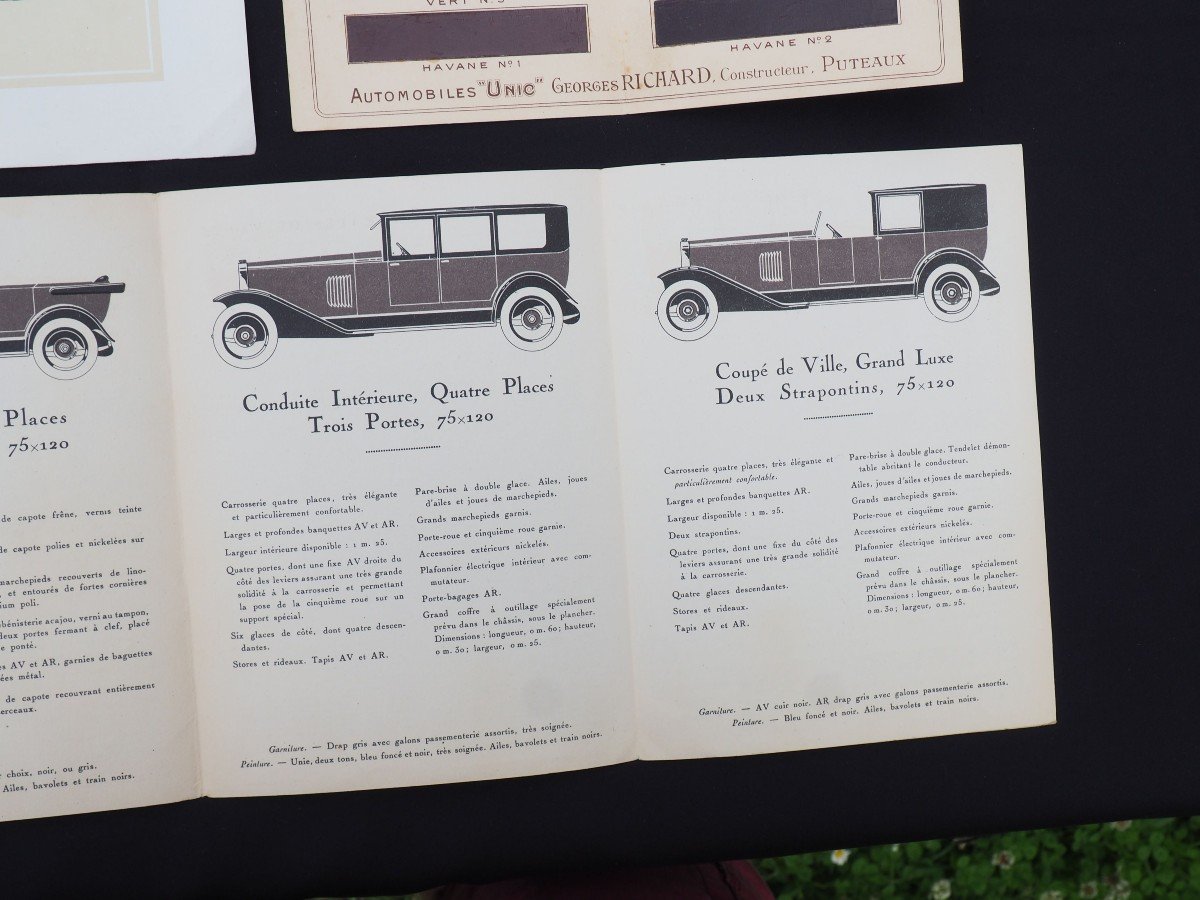 VERT Nº3
HAVANE Nº1
HAVANE Nº2
AUTOMOBILES "UNIC" GEORGES RICHARD, Constructeur, PUTEAUX
Places
75×120
de capote frêne, vernis teinte
de capote polies et nickelées sur
marchepieds recouverts de lino-
, et entourés de fortes cornières
ium poli.
ébénisterie acajou, verni au tampon,
deux portes fermant à clef, placé
e ponté.
es AV et AR, garnies de baguettes
ées métal.
de capote recouvrant entièrement
erceaux.
choix, noir, ou gris.
Ailes, bavolets et train noirs.
Conduite Intérieure, Quatre Places
Trois Portes, 75×120
Carrosserie quatre places, très élégante
et particulièrement confortable.
Larges et profondes banquettes AV et AR.
Largeur intérieure disponible : 1 m. 25.
Quatre portes, dont une fixe AV droite du
côté des leviers assurant une très grande
solidité à la carrosserie et permettant
la pose de la cinquième roue sur un
support spécial.
Six glaces de côté, dont quatre descen-
dantes.
Stores et rideaux. Tapis AV et AR.
Pare-brise à double glace. Ailes, joues
d'ailes et joues de marchepieds.
Grands marchepieds garnis.
Porte-roue et cinquième roue garnie.
Accessoires extérieurs nickelés.
Plafonnier électrique intérieur avec com-
mutateur.
Porte-bagages AR.
Grand coffre à outillage spécialement
prévu dans le châssis, sous le plancher.
Dimensions : longueur, 0 m. 60; hauteur,
0 m. 30; largeur, 0 m. 25.
Garniture. — Drap gris avec galons passementerie assortis, très soignée.
Peinture. — Unie, deux tons, bleu foncé et noir, très soignée. Ailes, bavolets et train noirs.
Coupé de Ville, Grand Luxe
Deux Strapontins, 75×120
Carrosserie quatre places, très élégante et
particulièrement confortable.
Larges et profondes banquettes AR.
Largeur disponible : 1 m. 25.
Deux strapontins.
Quatre portes, dont une fixe du côté des
leviers assurant une très grande solidité
à la carrosserie.
Quatre glaces descendantes.
Stores et rideaux.
Tapis AV et AR.
Pare-brise à double glace. Tendelet démon-
table abritant le conducteur.
Ailes, joues d'ailes et joues de marchepieds.
Grands marchepieds garnis.
Porte-roue et cinquième roue garnie.
Accessoires extérieurs nickelés.
Plafonnier électrique intérieur avec com-
mutateur.
Grand coffre à outillage spécialement
prévu dans le châssis, sous le plancher.
Dimensions : longueur, 0 m. 60; hauteur,
0 m. 30; largeur, 0 m. 25.
Garniture. — AV cuir noir. AR drap gris avec galons passementerie assortis.
Peinture. — Bleu foncé et noir. Ailes, bavolets et train noirs.